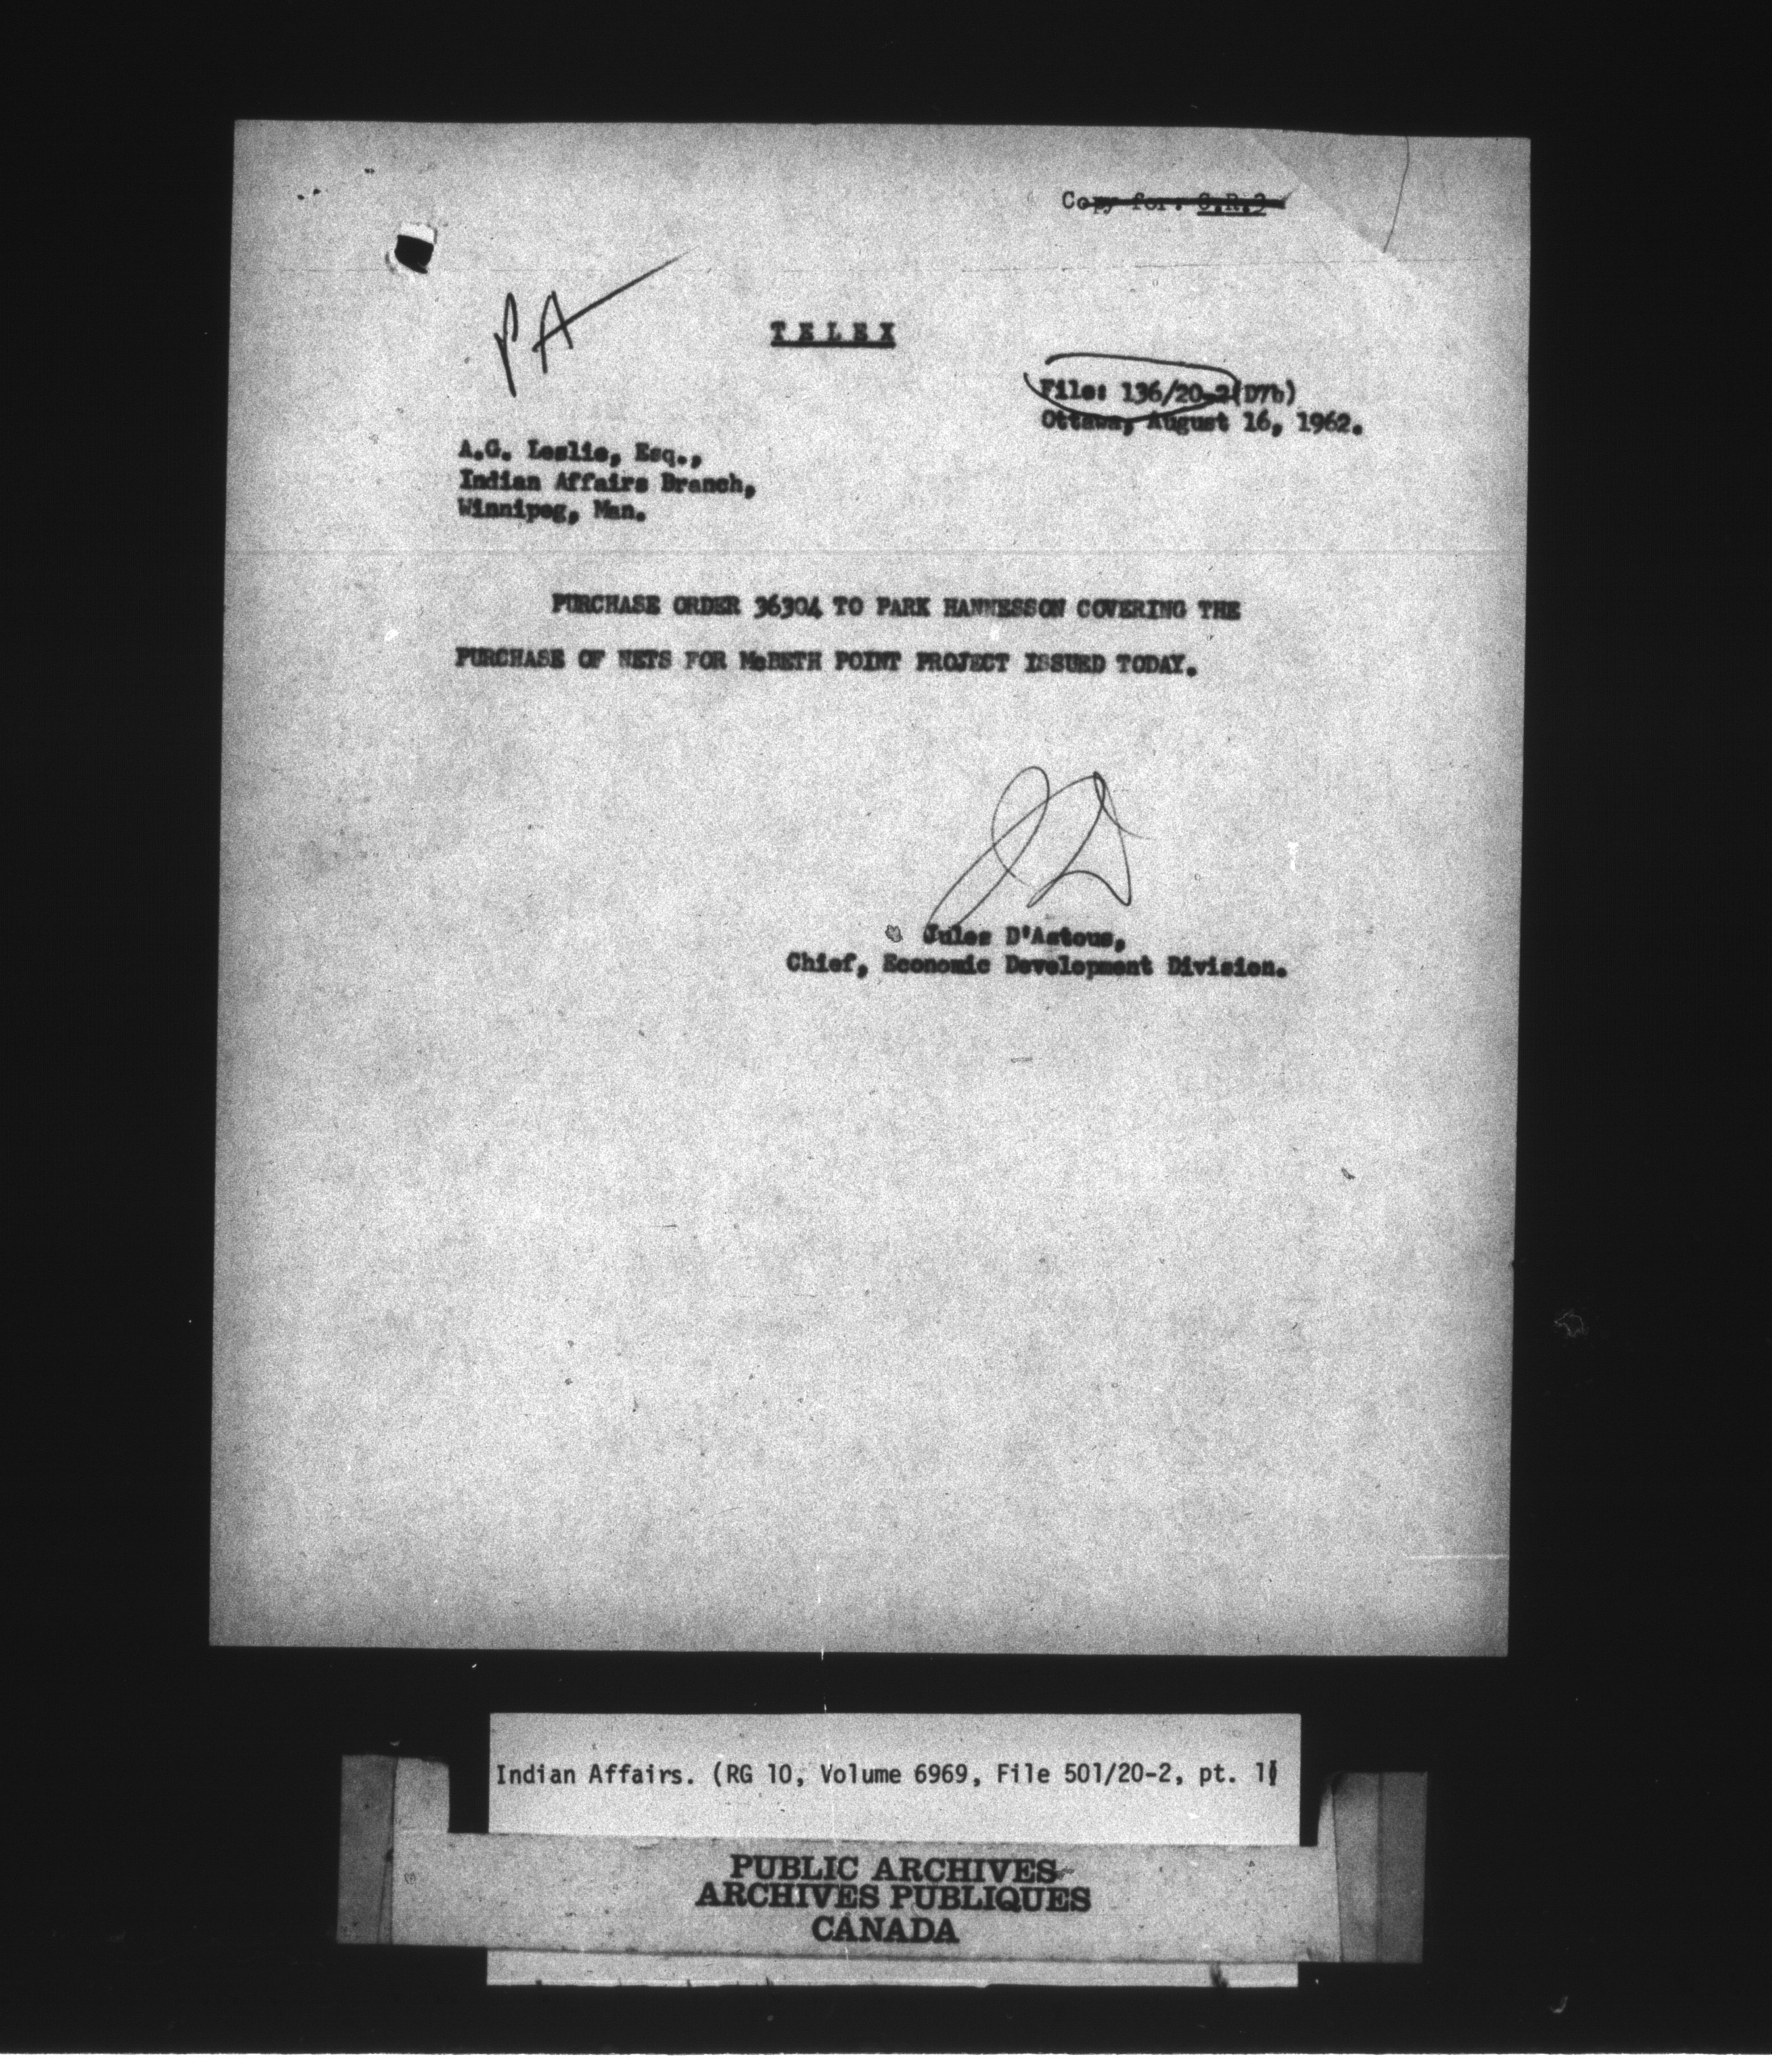 Copy for: C.R.3
PA
TELEX
File: 136/20-2(D7b)
Ottawa, August 16, 1962.
A.G. Leslie, Esq.,
Indian Affairs Branch,
Winnipeg, Man.
PURCHASE ORDER 36304 TO PARK HANNESSON COVERING THE
PURCHASE OF NETS FOR McBETH POINT PROJECT ISSUED TODAY.
Jules D'Astous,
Chief, Economic Development Division.
Indian Affairs. (RG 10, Volume 6969, File 501/20-2, pt. 1)
PUBLIC ARCHIVES
ARCHIVES PUBLIQUES
CANADA